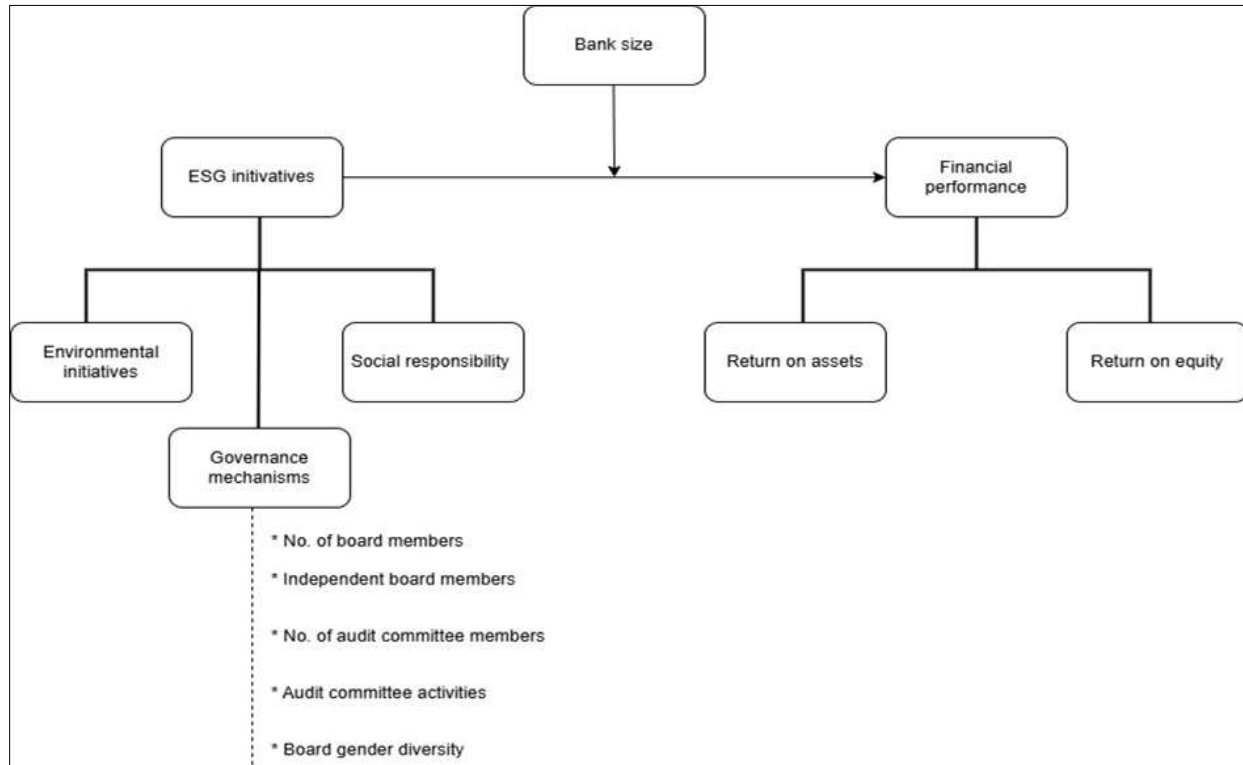 Bank size
ESG initivatives
Financial
performance
Environmental
initiatives
Social responsibility
Return on assets
Return on equity
Governance
mechanisms
* No. of board members
* Independent board members
* No. of audit committee members
* Audit committee activities
* Board gender diversity